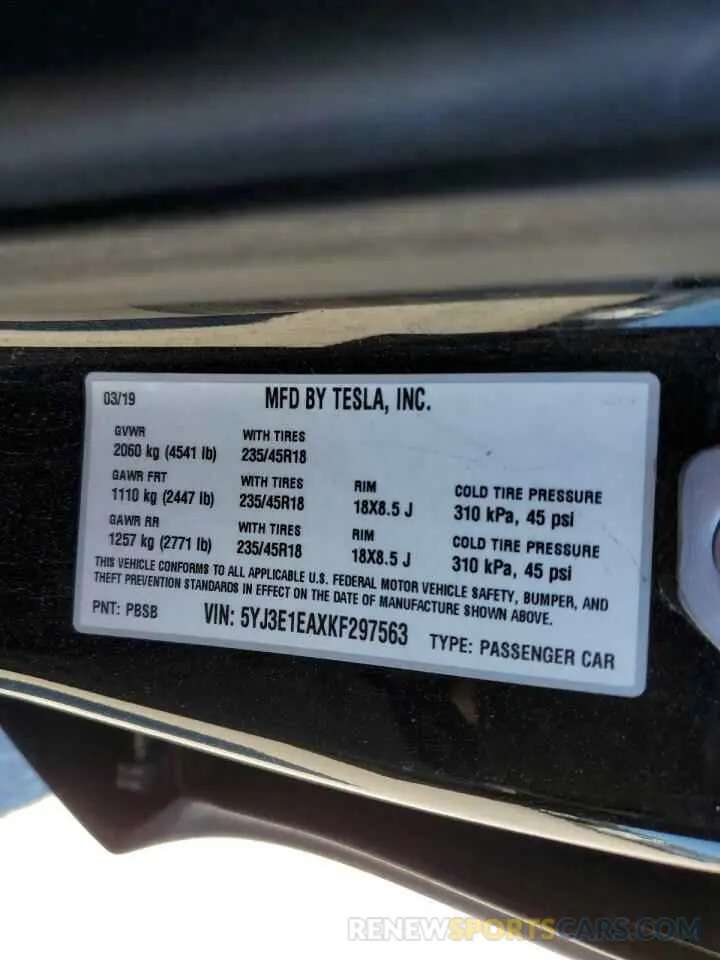 03/19 MFD BY TESLA, INC.
GVWR WITH TIRES
2060 kg (4541 lb) 235/45R18
GAWR FRT WITH TIRES RIM COLD TIRE PRESSURE
1110 kg (2447 lb) 235/45R18 18X8.5 J 310 kPa, 45 psi
GAWR RR WITH TIRES RIM COLD TIRE PRESSURE
1257 kg (2771 lb) 235/45R18 18X8.5 J 310 kPa, 45 psi
THIS VEHICLE CONFORMS TO ALL APPLICABLE U.S. FEDERAL MOTOR VEHICLE SAFETY, BUMPER, AND
THEFT PREVENTION STANDARDS IN EFFECT ON THE DATE OF MANUFACTURE SHOWN ABOVE.
PNT: PBSB VIN: 5YJ3E1EAXKF297563 TYPE: PASSENGER CAR
RENEWSPORTSCARS.COM